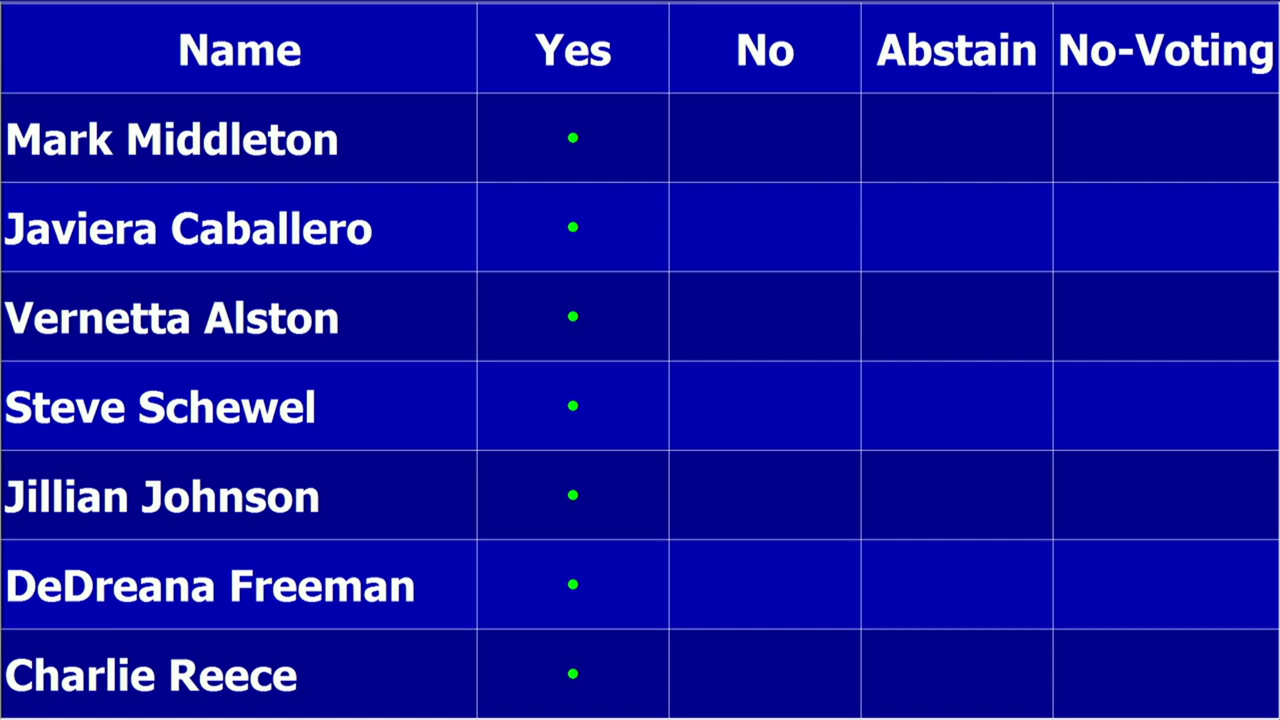 Name Yes No Abstain No-Voting
Mark Middleton
Javiera Caballero
Vernetta Alston
Steve Schewel
Jillian Johnson
DeDreana Freeman
Charlie Reece